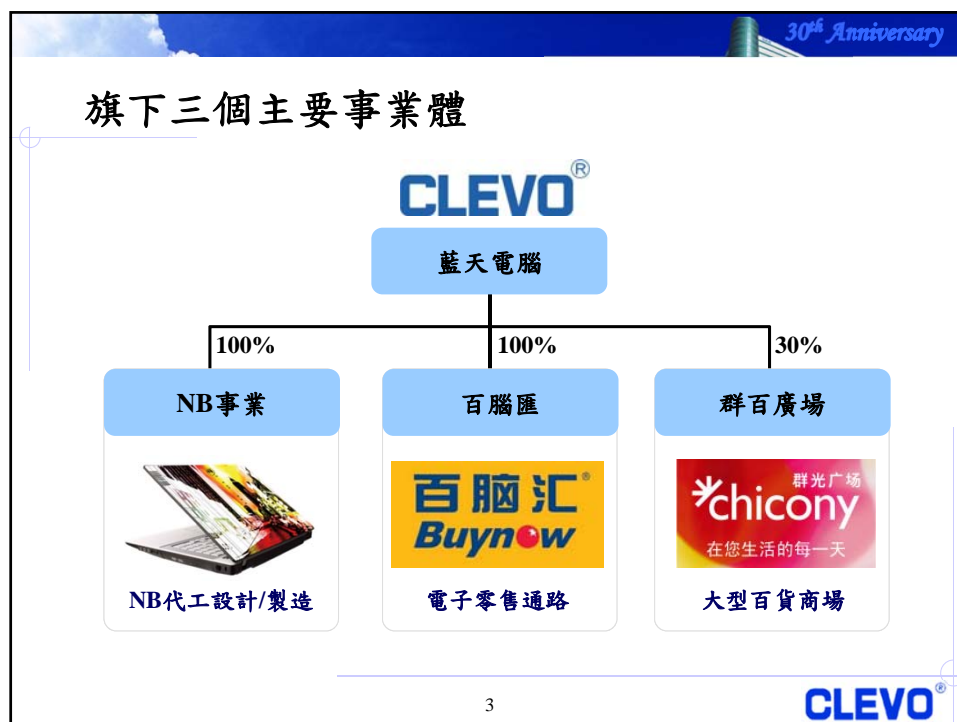 30th Anniversary
旗下三個主要事業體
CLEVO®
藍天電腦
100%
100%
30%
NB事業
百腦匯
群百廣場
百脑汇®
Buynow
群光广场
chicony
在您生活的每一天
NB代工設計/製造
電子零售通路
大型百貨商場
3
CLEVO®